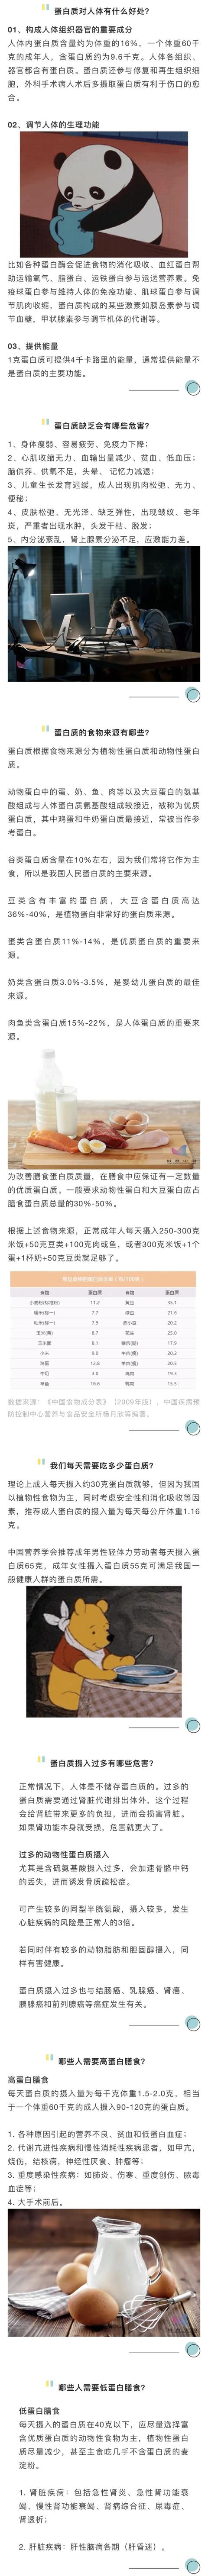 蛋白质对人体有什么好处?
01、构成人体组织器官的重要成分
人体内蛋白质含量约为体重的16%，一个体重60千
克的成年人，含蛋白质约为9.6千克。人体各组织、
器官都含有蛋白质。蛋白质还参与修复和再生组织细
胞，外科手术病人术后多摄取蛋白质有利于伤口的愈
合。
02、调节人体的生理功能
比如各种蛋白酶会促进食物的消化吸收、血红蛋白帮
助运输氧气、脂蛋白、运铁蛋白参与运送营养素。免
疫球蛋白参与维持人体的免疫功能、肌球蛋白参与调
节肌肉收缩，蛋白质构成的某些激素如胰岛素参与调
节血糖，甲状腺素参与调节机体的代谢等。
03、提供能量
1克蛋白质可提供4千卡路里的能量，通常提供能量不
是蛋白质的主要功能。
蛋白质缺乏会有哪些危害?
1、身体瘦弱、容易疲劳、免疫力下降；
2、心肌收缩无力、血输出量减少、贫血、低血压；
脑供养、供氧不足，头晕、记忆力减退；
3、儿童生长发育迟缓，成人出现肌肉松弛、无力、
便秘；
4、皮肤松弛、无光泽、缺乏弹性，出现皱纹、老年
斑，严重者出现水肿，头发干枯、脱发；
5、内分泌紊乱，肾上腺素分泌不足，应激能力差。
蛋白质的食物来源有哪些?
蛋白质根据食物来源分为植物性蛋白质和动物性蛋白
质。
动物蛋白中的蛋、奶、鱼、肉等以及大豆蛋白的氨基
酸组成与人体蛋白质氨基酸组成较接近，被称为优质
蛋白质，其中鸡蛋和牛奶蛋白质最接近，常被当作参
考蛋白。
谷类蛋白质含量在10%左右，因为我们常将它作为主
食，所以是我国人民蛋白质的主要来源。
豆类含有丰富的蛋白质，大豆含蛋白质高达
36%-40%，是植物蛋白非常好的蛋白质来源。
蛋类含蛋白质11%-14%，是优质蛋白质的重要来
源。
奶类含蛋白质3.0%-3.5%，是婴幼儿蛋白质的最佳
来源。
肉鱼类含蛋白质15%-22%，是人体蛋白质的重要来
源。
为改善膳食蛋白质质量，在膳食中应保证有一定数量
的优质蛋白质。一般要求动物性蛋白和大豆蛋白应占
膳食蛋白质总量的30%-50%。
根据上述食物来源，正常成年人每天摄入250-300克
米饭+50克豆类+100克肉或鱼，或者300克米饭+1个
蛋+1杯奶+50克豆类就足够了。
食物 蛋白质 食物 蛋白质
小麦粉(标准粉) 11.2 黄豆 35.1
粳米(标一) 7.7 绿豆 21.6
籼米(标一) 7.9 赤小豆 20.2
玉米(黄) 8.7 花生 25.0
玉米面 8.1 猪肉(瘦) 17.9
小米 9.0 牛肉(瘦) 20.2
鸡蛋 12.8 羊肉(瘦) 20.5
牛奶 3.0 鸡肉 19.3
草鱼 16.6 鸭肉 15.5
数据来源：《中国食物成分表》（2009年版），中国疾病预
防控制中心营养与食品安全所杨月欣等编著。
我们每天需要吃多少蛋白质?
理论上成人每天摄入约30克蛋白质就够，但因为我国
以植物性食物为主，同时考虑安全性和消化吸收等因
素，推荐成人蛋白质的摄入量为每天每公斤体重1.16
克。
中国营养学会推荐成年男性轻体力劳动者每天摄入蛋
白质65克，成年女性摄入蛋白质55克可满足我国一
般健康人群的蛋白质所需。
蛋白质摄入过多有哪些危害?
正常情况下，人体是不储存蛋白质的。过多的
蛋白质需要通过肾脏代谢排出体外，这个过程
会给肾脏带来更多的负担，进而会损害肾脏。
如果肾功能本身就受损，危害就更大了。
过多的动物性蛋白质摄入
尤其是含硫氨基酸摄入过多，会加速骨骼中钙
的丢失，进而诱发骨质疏松症。
可产生较多的同型半胱氨酸，摄入较多，发生
心脏疾病的风险是正常人的3倍。
若同时伴有较多的动物脂肪和胆固醇摄入，同
样有害健康。
蛋白质摄入过多也与结肠癌、乳腺癌、肾癌、
胰腺癌和前列腺癌等癌症发生有关。
哪些人需要高蛋白膳食?
高蛋白膳食
每天蛋白质的摄入量为每千克体重1.5-2.0克，相当
于一个体重60千克的成人摄入90-120克的蛋白质。
1. 各种原因引起的营养不良、贫血和低蛋白血症；
2. 代谢亢进性疾病和慢性消耗性疾病患者，如甲亢，
烧伤，结核病，神经性厌食、肿瘤等；
3. 重度感染性疾病：如肺炎、伤寒、重度创伤、脓毒
血症等；
4. 大手术前后。
哪些人需要低蛋白膳食?
低蛋白膳食
每天摄入的蛋白质在40克以下，应尽量选择富
含优质蛋白质的动物性食物为主，植物性蛋白
质尽量减少，甚至主食吃几乎不含蛋白质的麦
淀粉。
1. 肾脏疾病：包括急性肾炎、急性肾功能衰
竭、慢性肾功能衰竭、肾病综合征、尿毒症、
肾透析；
2. 肝脏疾病：肝性脑病各期（肝昏迷）。